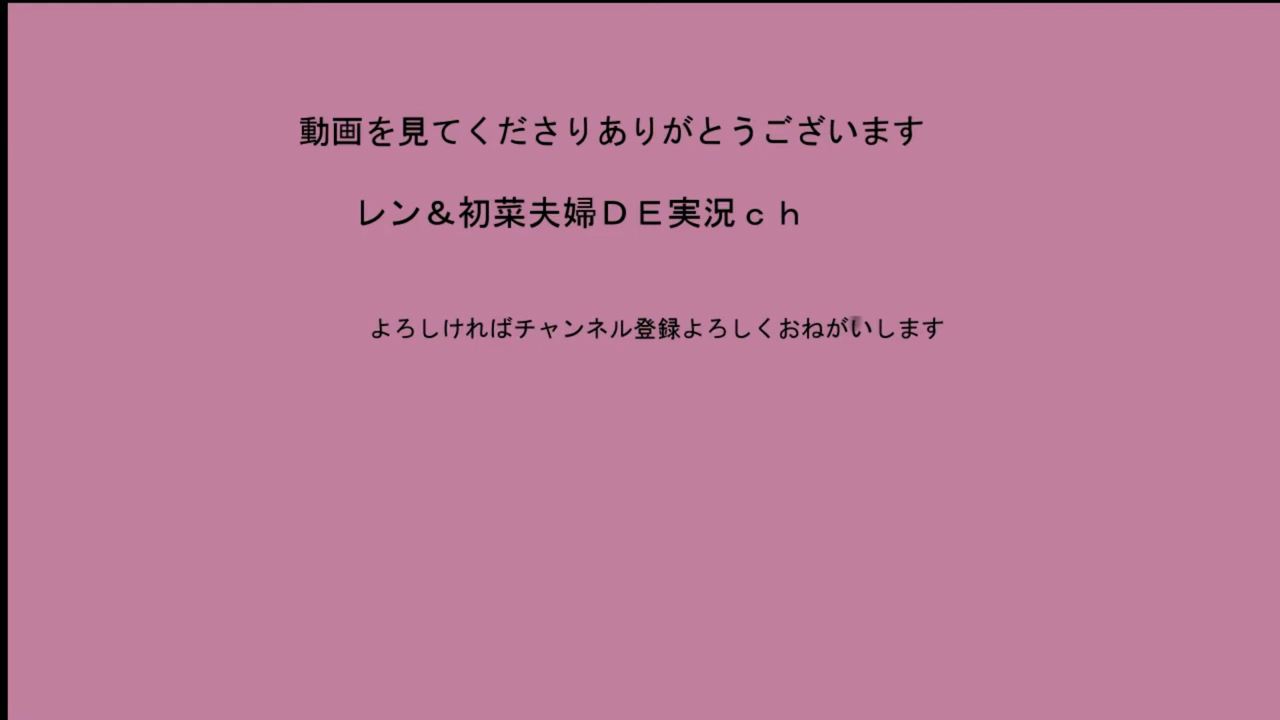 動画を見てくださりありがとうございます
レン＆初菜夫婦ＤＥ実況ｃｈ
よろしければチャンネル登録よろしくおねがいします